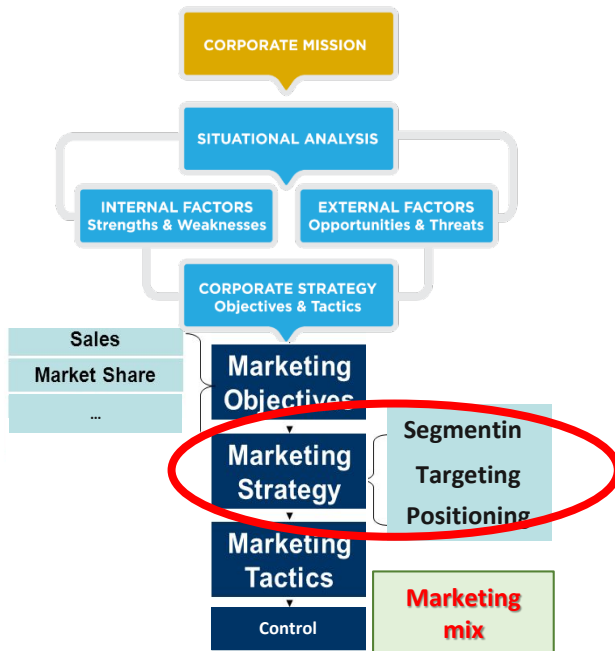 CORPORATE MISSION
SITUATIONAL ANALYSIS
INTERNAL FACTORS
Strengths & Weaknesses
EXTERNAL FACTORS
Opportunities & Threats
CORPORATE STRATEGY
Objectives & Tactics
Sales
Market Share
...
Marketing
Objectives
Marketing
Strategy
Segmentin
Targeting
Positioning
Marketing
Tactics
Control
Marketing
mix